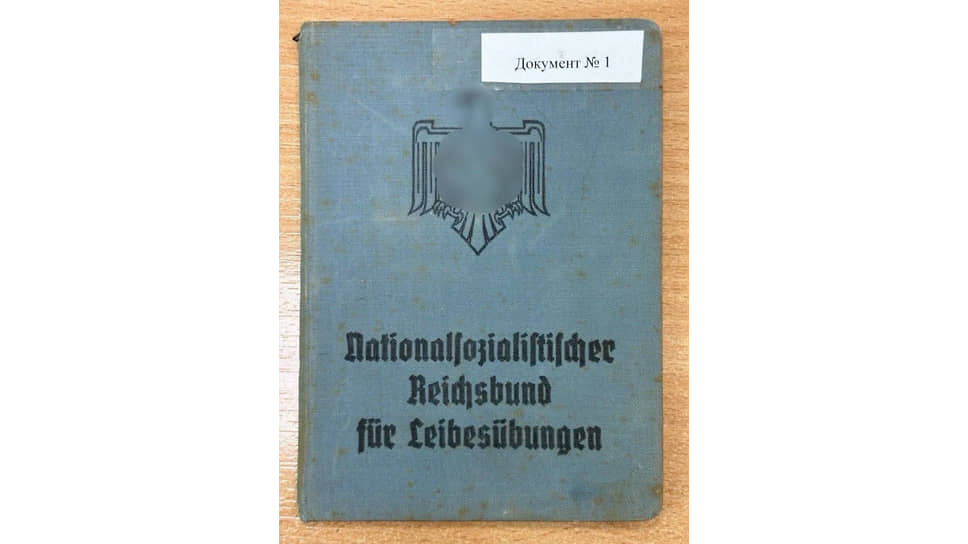 Документ № 1
Nationalsozialistischer
Reichsbund
für Leibesübungen